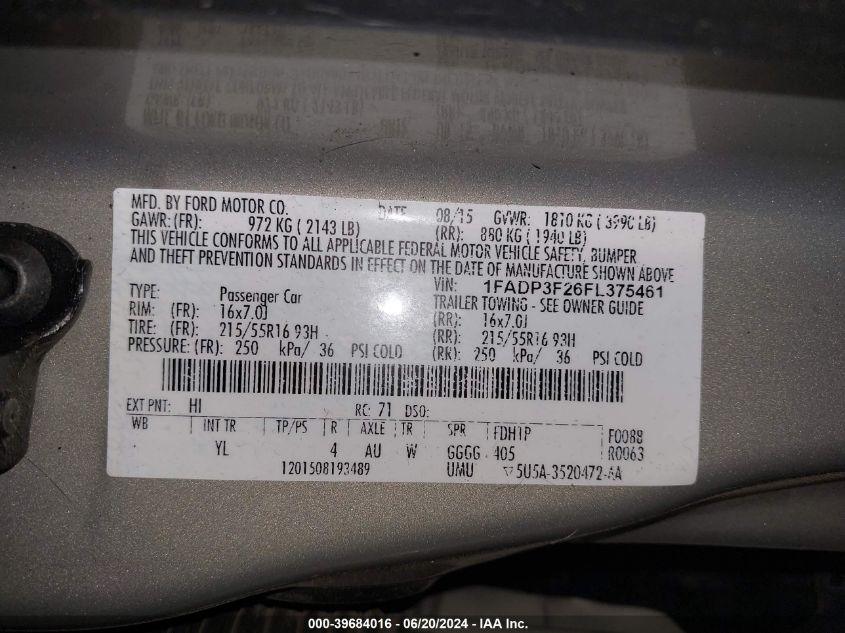 MFD. BY FORD MOTOR CO. DATE 08/15 GVWR: 1810 KG ( 3990 LB)
GAWR: (FR): 972 KG ( 2143 LB) (RR): 880 KG ( 1940 LB)
THIS VEHICLE CONFORMS TO ALL APPLICABLE FEDERAL MOTOR VEHICLE SAFETY, BUMPER
AND THEFT PREVENTION STANDARDS IN EFFECT ON THE DATE OF MANUFACTURE SHOWN ABOVE
VIN: 1FADP3F26FL375461
TYPE: Passenger Car TRAILER TOWING - SEE OWNER GUIDE
RIM: (FR): 16x7.0J (RR): 16x7.0J
TIRE: (FR): 215/55R16 93H (RR): 215/55R16 93H
PRESSURE: (FR): 250 kPa/ 36 PSI COLD (RR): 250 kPa/ 36 PSI COLD
EXT PNT: HI RC: 71 DSO:
WB INT TR TP/PS R AXLE TR SPR FDH1P F0088
YL 4 AU W GGGG 405 R0063
1201508193489 UMU 5U5A-3520472-AA
000-39684016 - 06/20/2024 - IAA Inc.